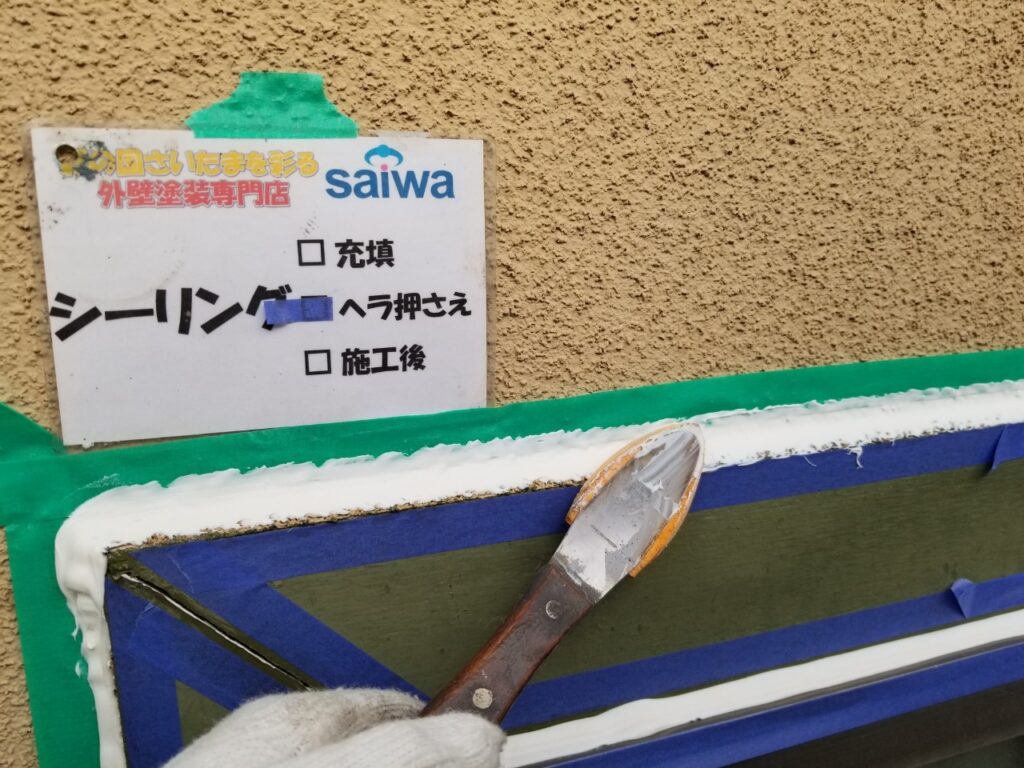 の国さいたまを彩る
外壁塗装専門店
saiwa
□ 充填
シーリング
ヘラ押さえ
□ 施工後